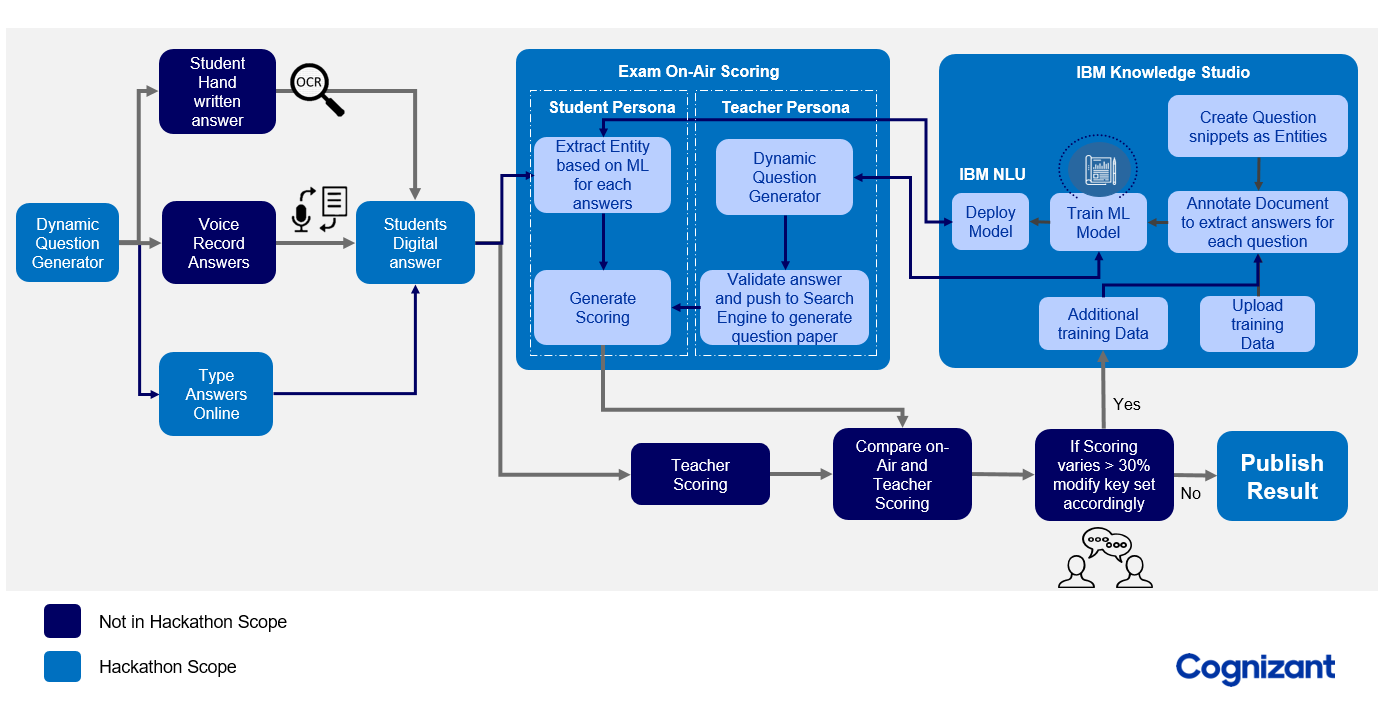 Student
Hand
written
answer
OCR
Dynamic
Question
Generator
Voice
Record
Answers
Type
Answers
Online
Students
Digital
answer
Exam On-Air Scoring
Student Persona
Teacher Persona
Extract Entity
based on ML
for each
answers
Dynamic
Question
Generator
Generate
Scoring
Validate answer
and push to Search
Engine to generate
question paper
IBM Knowledge Studio
Create Question
snippets as Entities
IBM NLU
Deploy
Model
Train ML
Model
Annotate Document
to extract answers for
each question
Additional
training Data
Upload
training
Data
Yes
Teacher
Scoring
Compare on-
Air and
Teacher
Scoring
If Scoring
varies > 30%
modify key set
accordingly
No
Publish
Result
Not in Hackathon Scope
Hackathon Scope
Cognizant